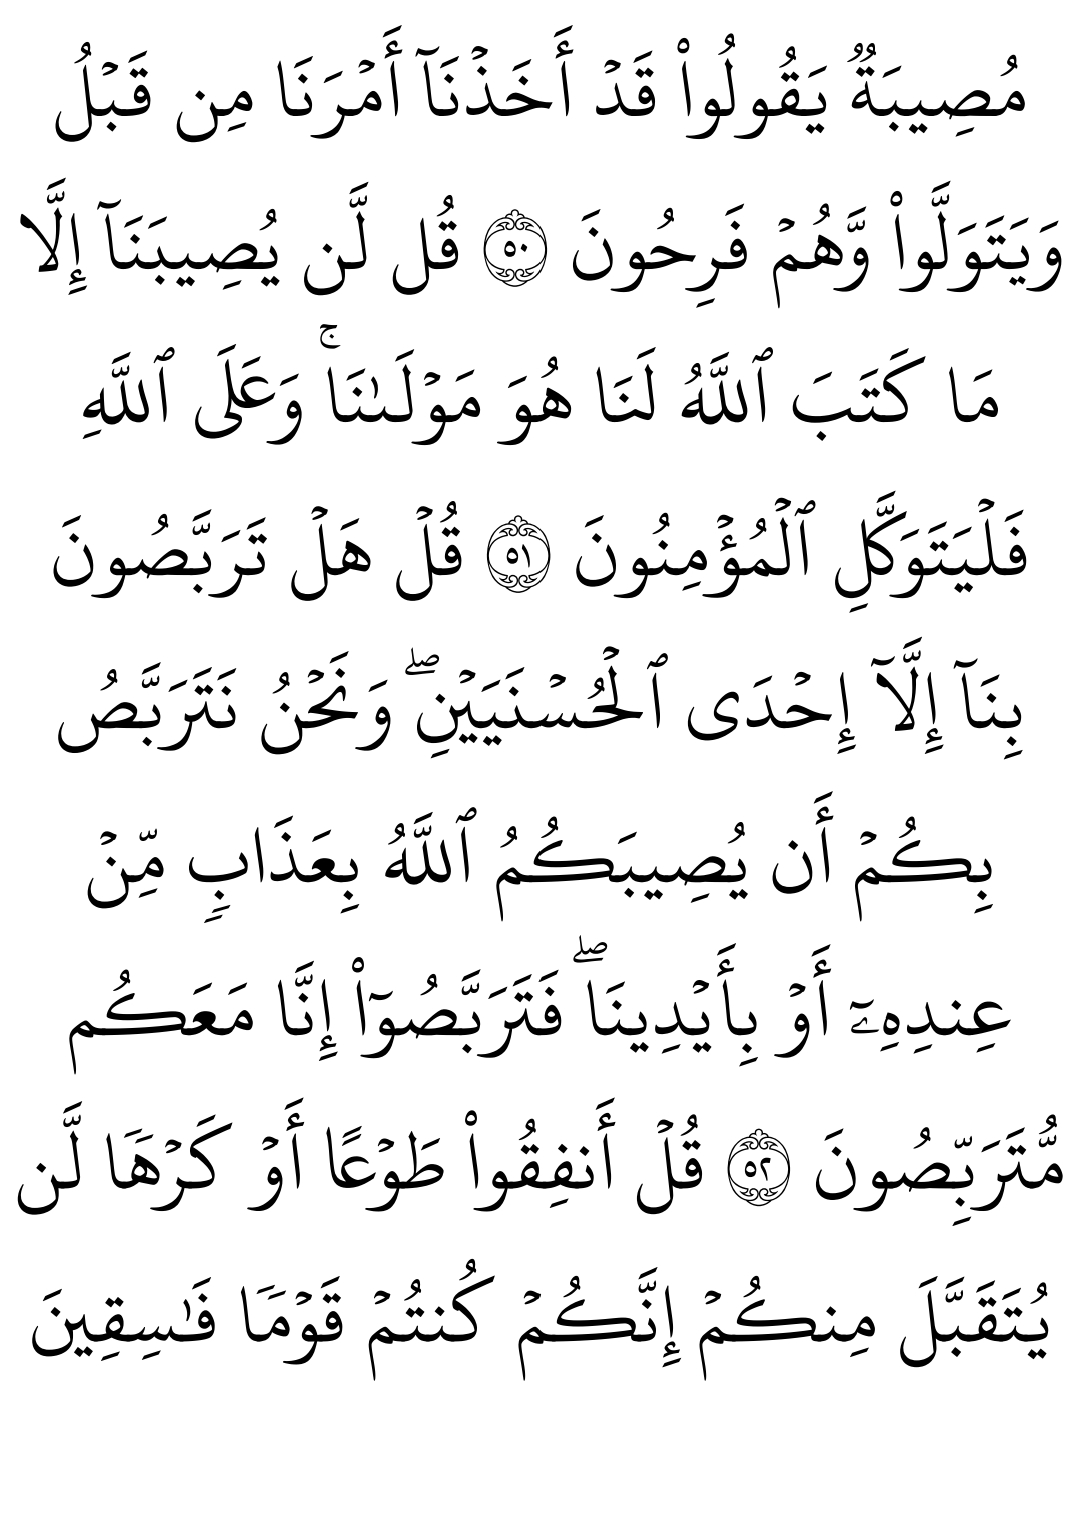 مُصِيبَةٞ يَقُولُواْ قَدۡ أَخَذۡنَآ أَمۡرَنَا مِن قَبۡلُ
وَيَتَوَلَّواْ وَّهُمۡ فَرِحُونَ ٥٠ قُل لَّن يُصِيبَنَآ إِلَّا
مَا كَتَبَ ٱللَّهُ لَنَا هُوَ مَوۡلَىٰنَاۚ وَعَلَى ٱللَّهِ
فَلۡيَتَوَكَّلِ ٱلۡمُؤۡمِنُونَ ٥١ قُلۡ هَلۡ تَرَبَّصُونَ
بِنَآ إِلَّآ إِحۡدَى ٱلۡحُسۡنَيَيۡنِۖ وَنَحۡنُ نَتَرَبَّصُ
بِكُمۡ أَن يُصِيبَكُمُ ٱللَّهُ بِعَذَابٖ مِّنۡ
عِندِهِۦٓ أَوۡ بِأَيۡدِينَاۖ فَتَرَبَّصُوٓاْ إِنَّا مَعَكُم
مُّتَرَبِّصُونَ ٥٢ قُلۡ أَنفِقُواْ طَوۡعًا أَوۡ كَرۡهٗا لَّن
يُتَقَبَّلَ مِنكُمۡ إِنَّكُمۡ كُنتُمۡ قَوۡمٗا فَٰسِقِينَ